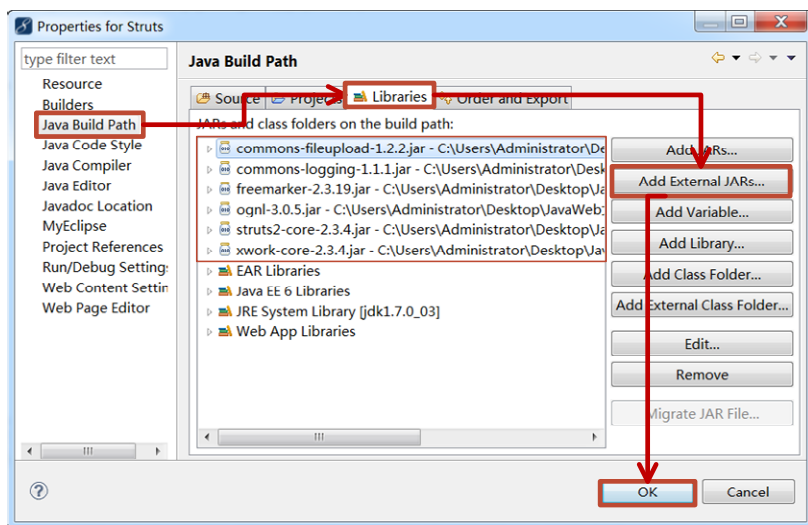 Properties for Struts
type filter text
Resource
Builders
Java Build Path
Java Code Style
Java Compiler
Java Editor
Javadoc Location
MyEclipse
Project References
Run/Debug Setting
Web Content Settin
Web Page Editor
Java Build Path
Source Projects Libraries Order and Export
JARs and class folders on the build path:
commons-fileupload-1.2.2.jar - C:\Users\Administrator\De
commons-logging-1.1.1.jar - C:\Users\Administrator\Desk
freemarker-2.3.19.jar - C:\Users\Administrator\Desktop\Ja
ognl-3.0.5.jar - C:\Users\Administrator\Desktop\JavaWeb
struts2-core-2.3.4.jar - C:\Users\Administrator\Desktop\Ja
xwork-core-2.3.4.jar - C:\Users\Administrator\Desktop\Jav
EAR Libraries
Java EE 6 Libraries
JRE System Library [jdk1.7.0_03]
Web App Libraries
Add JARs...
Add External JARs...
Add Variable...
Add Library...
Add Class Folder...
Add External Class Folder...
Edit...
Remove
Migrate JAR File...
OK
Cancel